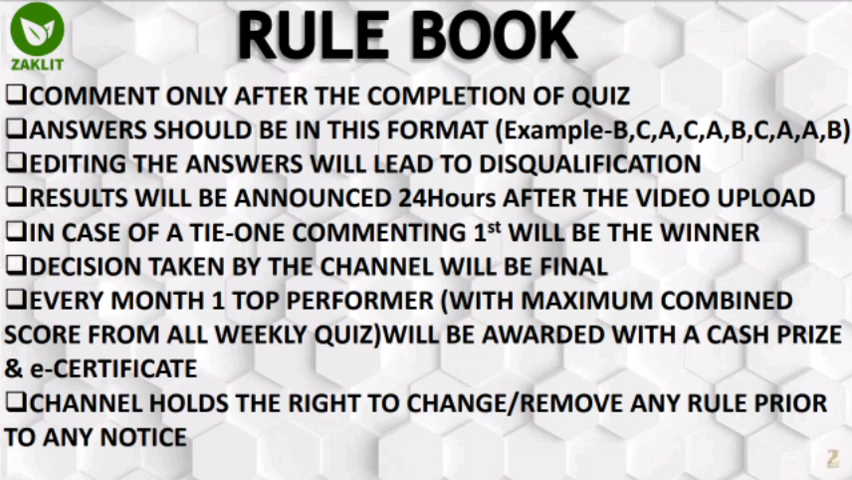 ZAKLIT
RULE BOOK
❑COMMENT ONLY AFTER THE COMPLETION OF QUIZ
❑ANSWERS SHOULD BE IN THIS FORMAT (Example-B,C,A,C,A,B,C,A,A,B)
❑EDITING THE ANSWERS WILL LEAD TO DISQUALIFICATION
❑RESULTS WILL BE ANNOUNCED 24Hours AFTER THE VIDEO UPLOAD
❑IN CASE OF A TIE-ONE COMMENTING 1st WILL BE THE WINNER
❑DECISION TAKEN BY THE CHANNEL WILL BE FINAL
❑EVERY MONTH 1 TOP PERFORMER (WITH MAXIMUM COMBINED
SCORE FROM ALL WEEKLY QUIZ)WILL BE AWARDED WITH A CASH PRIZE
& e-CERTIFICATE
❑CHANNEL HOLDS THE RIGHT TO CHANGE/REMOVE ANY RULE PRIOR
TO ANY NOTICE
2